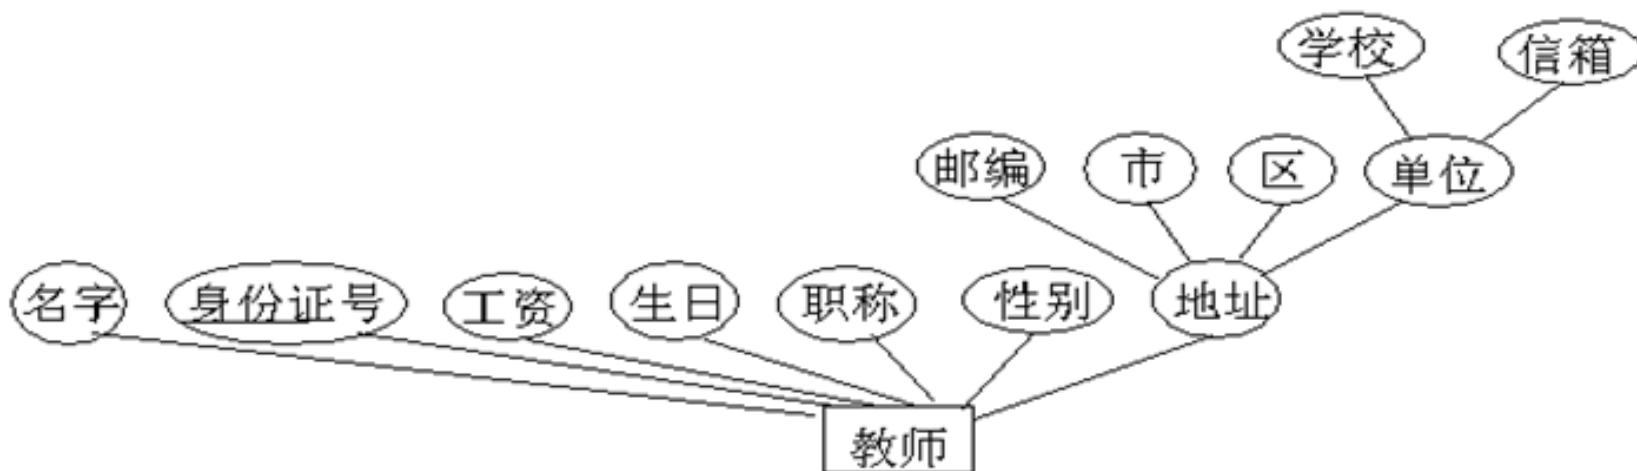 学校 信箱
邮编 市 区 单位
名字 身份证号 工资 生日 职称 性别 地址
教师